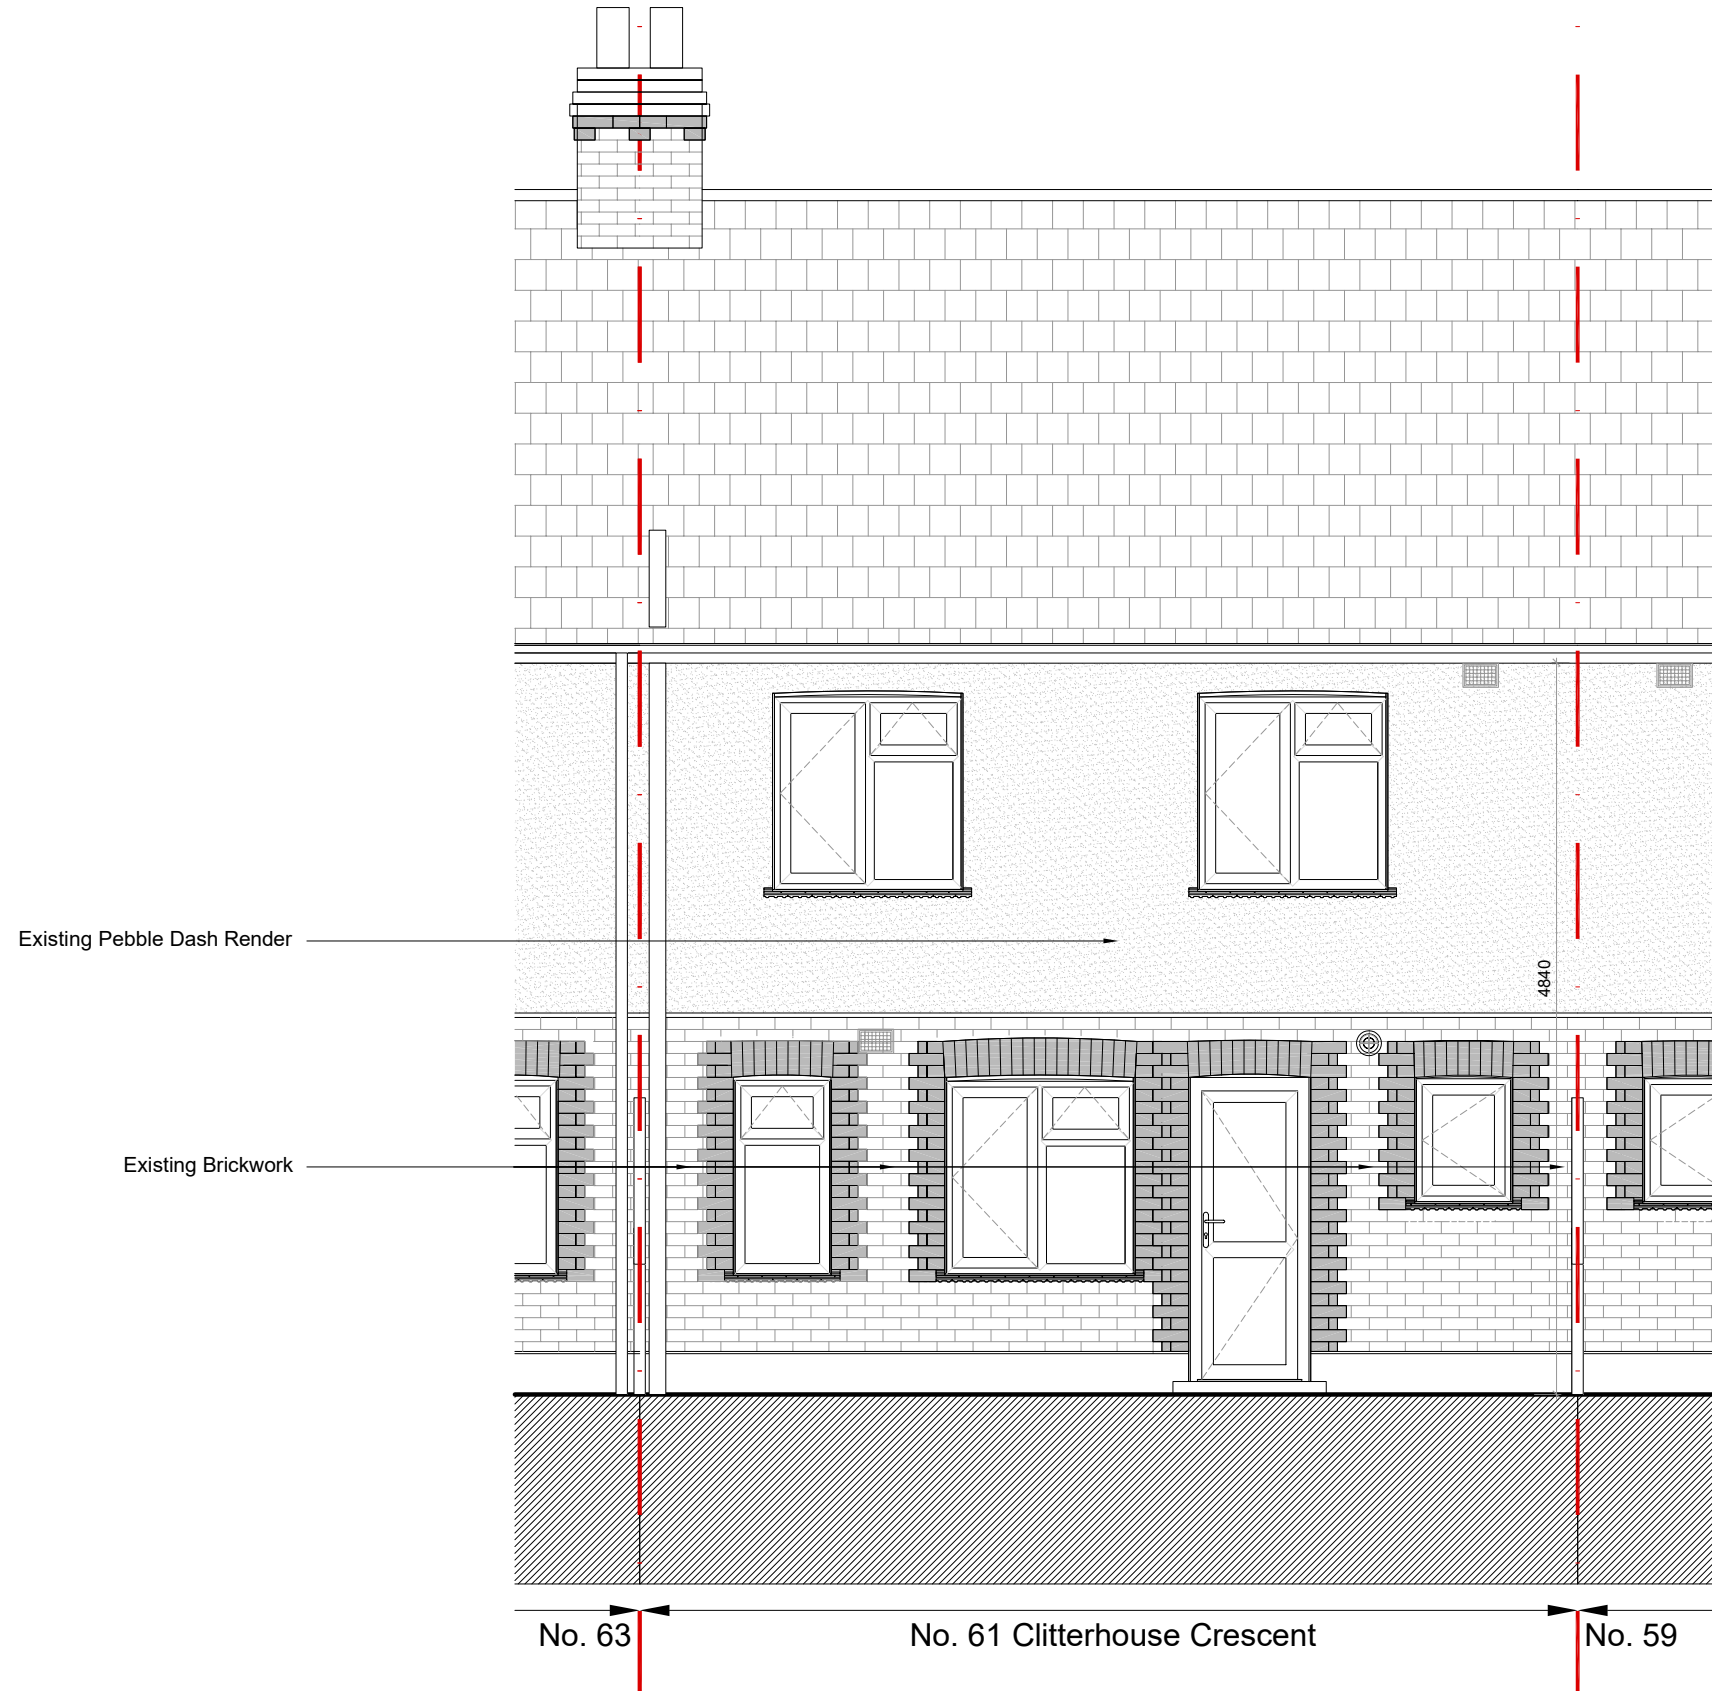 Existing Pebble Dash Render
4840
Existing Brickwork
No. 63
No. 61 Clitterhouse Crescent
No. 59